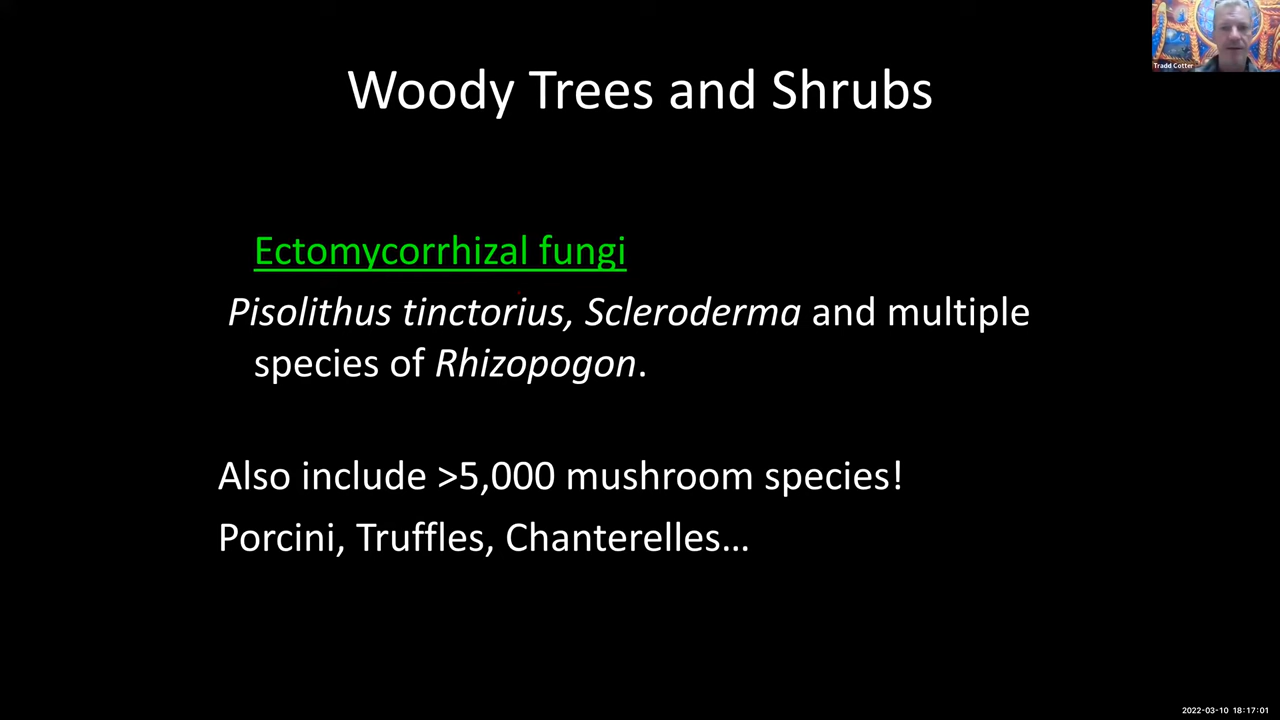 Tradd Cotter
Woody Trees and Shrubs
Ectomycorrhizal fungi
Pisolithus tinctorius, Scleroderma and multiple
species of Rhizopogon.
Also include >5,000 mushroom species!
Porcini, Truffles, Chanterelles…
2022-03-10 18:17:01